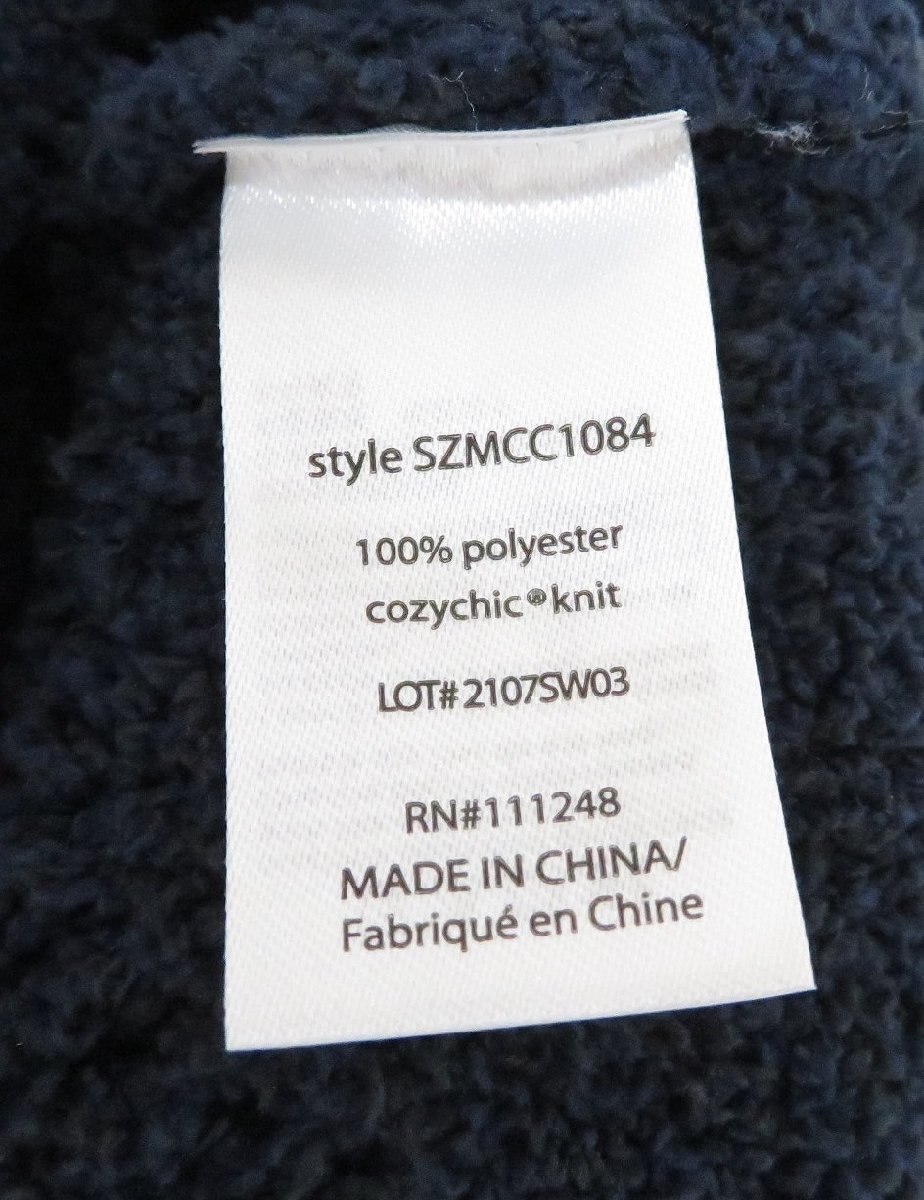 style SZMCC1084
100% polyester
cozychic® knit
LOT# 2107SW03
RN#111248
MADE IN CHINA/
Fabriqué en Chine